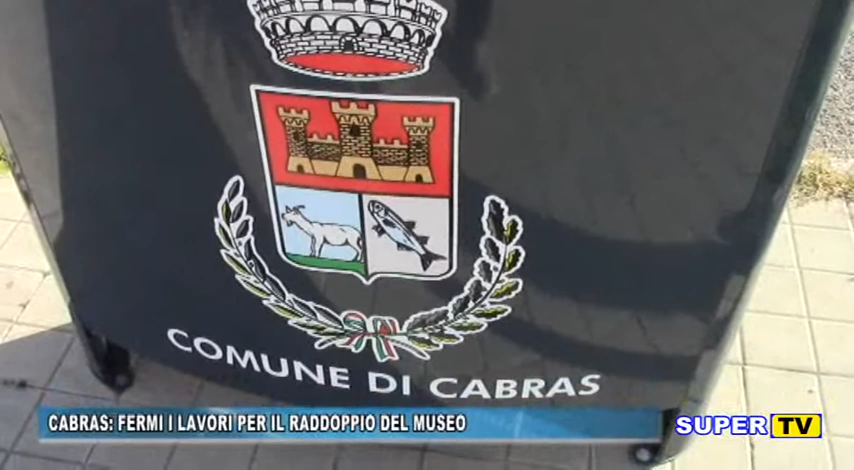 COMUNE DI CABRAS
CABRAS: FERMI I LAVORI PER IL RADDOPPIO DEL MUSEO
SUPER TV